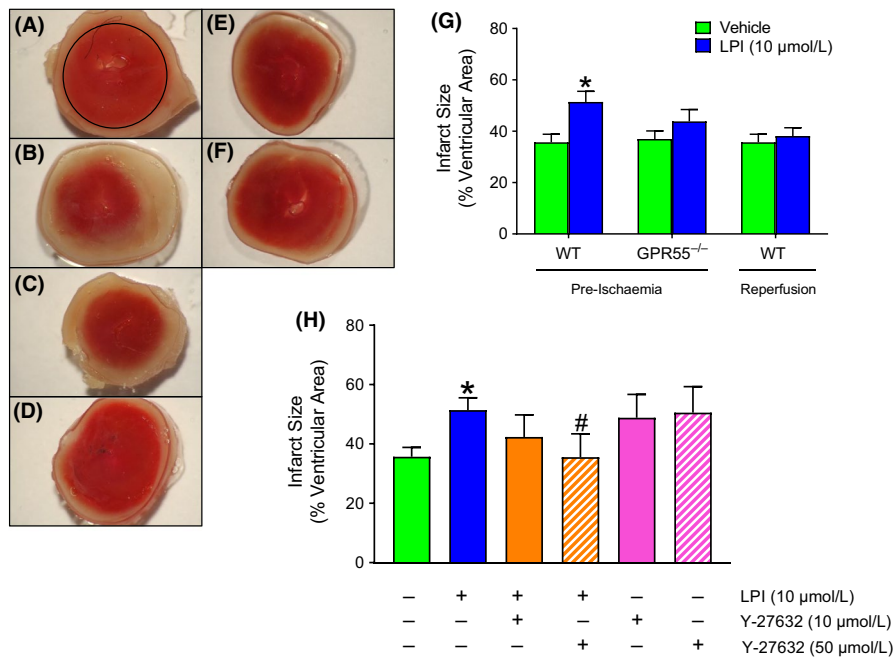 (A)
(E)
(B)
(F)
(C)
(D)
(G)
Vehicle
LPI (10 µmol/L)
Infarct Size
(% Ventricular Area)
80
60
40
20
0
*
WT
GPR55−/−
WT
Pre-Ischaemia
Reperfusion
(H)
Infarct Size
(% Ventricular Area)
80
60
40
20
0
*
#
– + + + – – LPI (10 µmol/L)
– – + – + – Y-27632 (10 µmol/L)
– – – + – + Y-27632 (50 µmol/L)